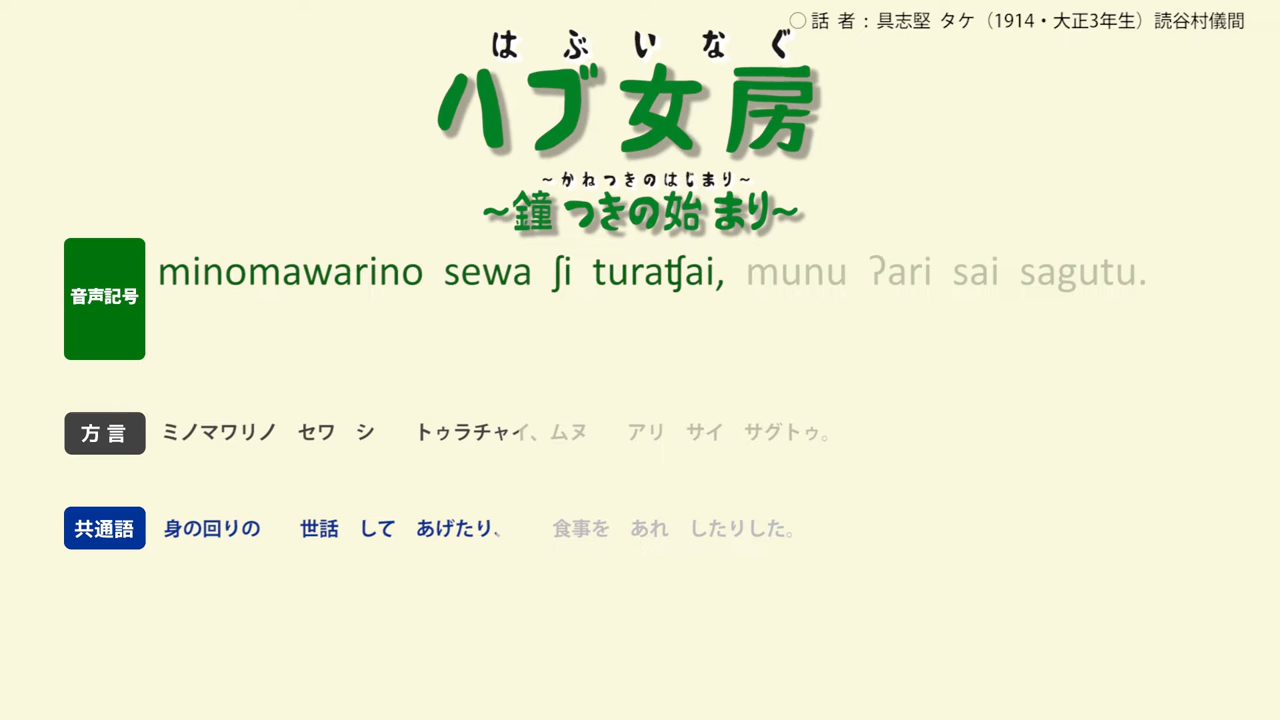 ○話 者：具志堅 タケ（1914・大正3年生）読谷村儀間
はぶいなぐ
ハブ女房
～かねつきのはじまり～
～鐘つきの始まり～
音声記号 minomawarino sewa ʃi turaʧai, munu ʔari sai sagutu.
方言 ミノマワリノ セワ シ トゥラチャイ、ムヌ アリ サイ サグトゥ。
共通語 身の回りの 世話 して あげたり、 食事を あれ したりした。